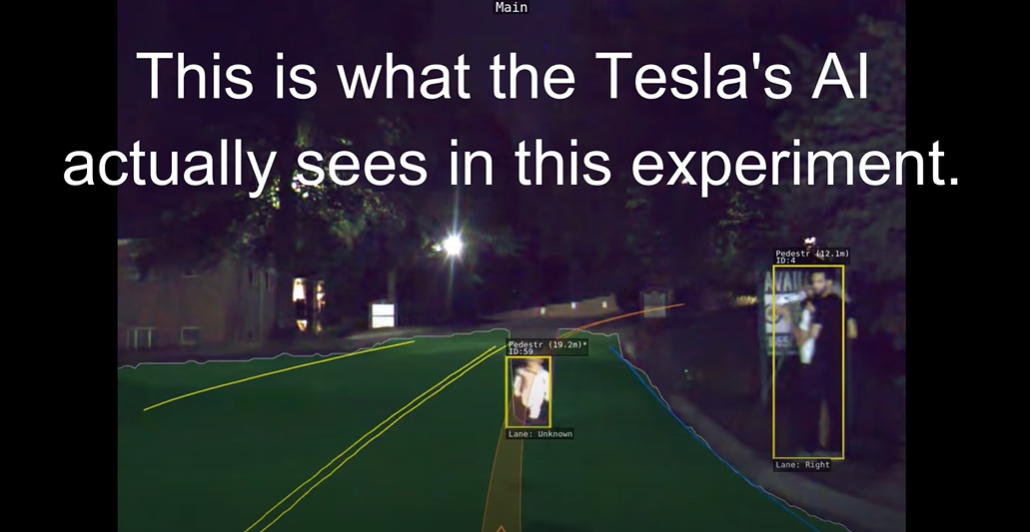 Main
This is what the Tesla's AI
actually sees in this experiment.
Pedestr (12.1m)
ID:4
AVAI
Pedestr (19.2m)*
ID:59
Lane: Unknown
Lane: Right